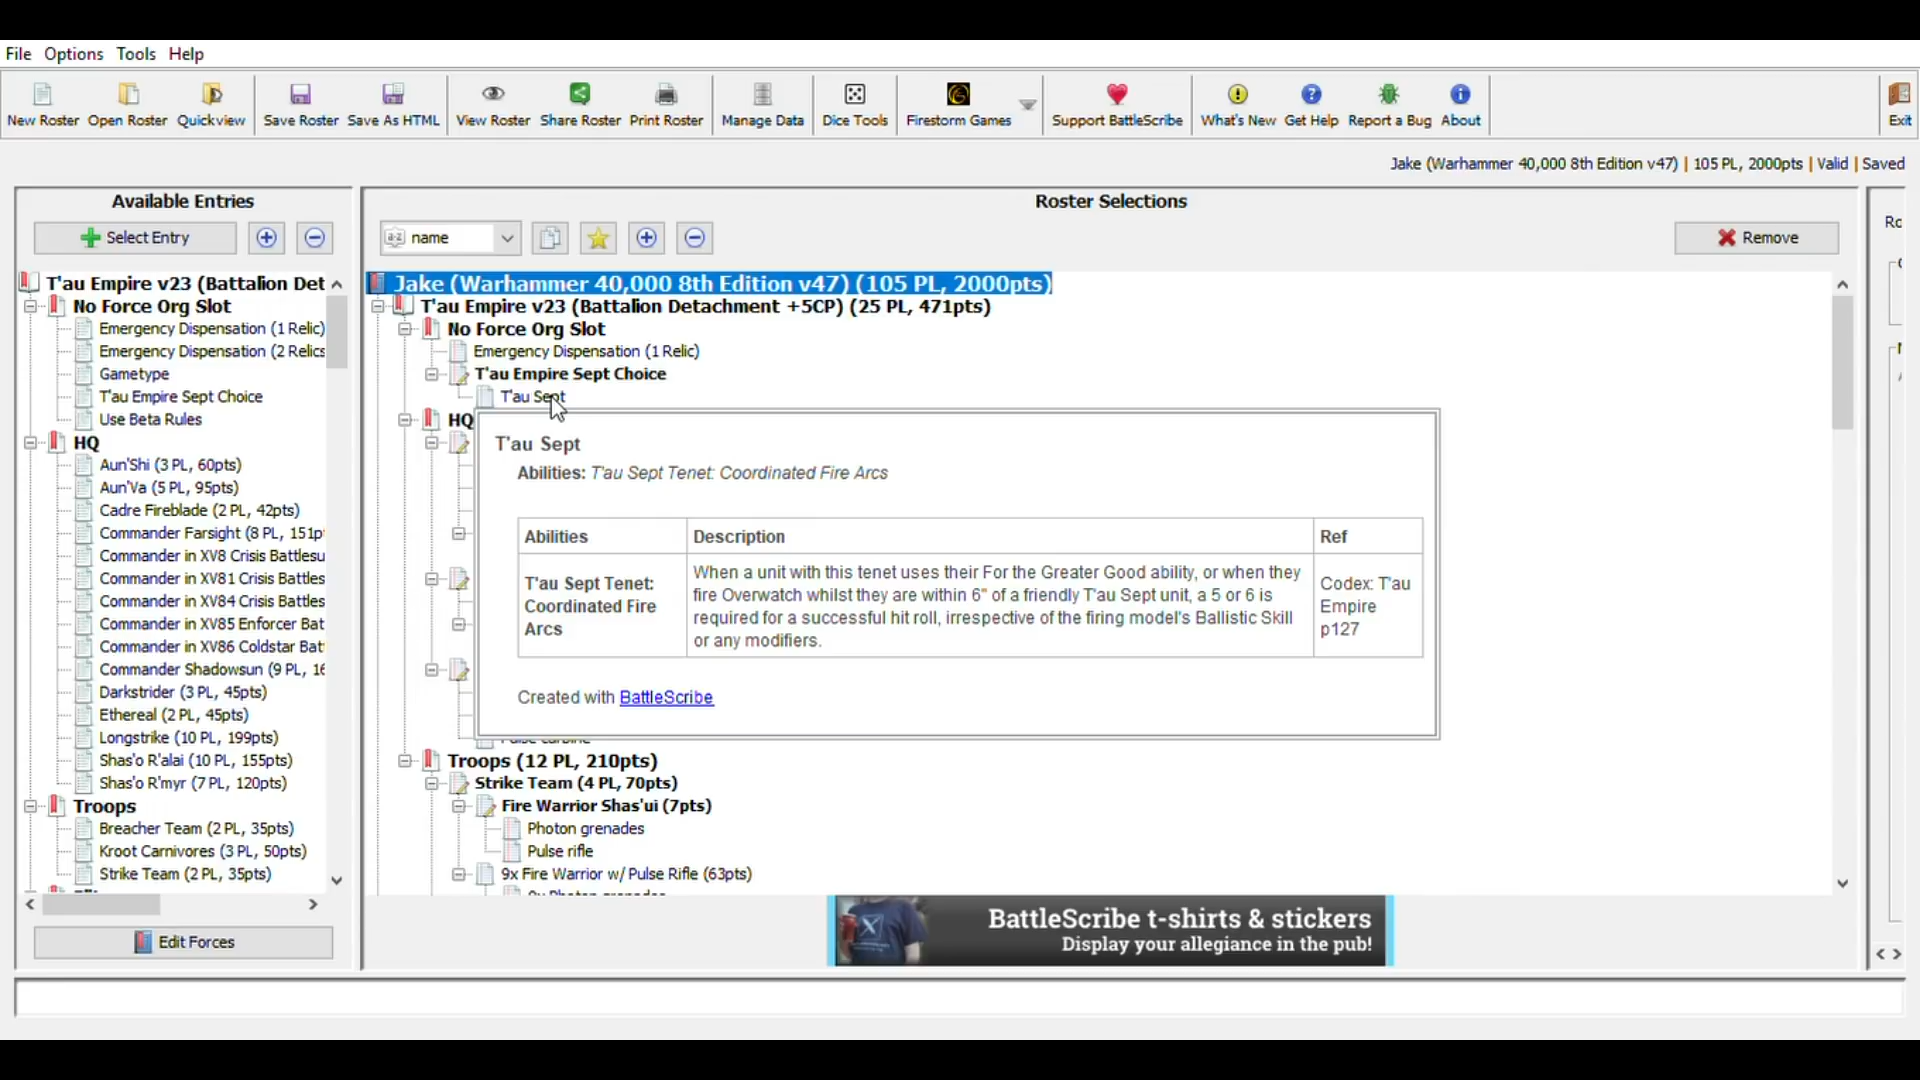 File Options Tools Help
New Roster Open Roster Quickview Save Roster Save As HTML View Roster Share Roster Print Roster Manage Data Dice Tools Firestorm Games Support BattleScribe What's New Get Help Report a Bug About Exit
Jake (Warhammer 40,000 8th Edition v47) | 105 PL, 2000pts | Valid | Saved
Available Entries
Select Entry
T'au Empire v23 (Battalion Det
No Force Org Slot
Emergency Dispensation (1 Relic)
Emergency Dispensation (2 Relics
Gametype
T'au Empire Sept Choice
Use Beta Rules
HQ
Aun'Shi (3 PL, 60pts)
Aun'Va (5 PL, 95pts)
Cadre Fireblade (2 PL, 42pts)
Commander Farsight (8 PL, 151p
Commander in XV8 Crisis Battlesu
Commander in XV81 Crisis Battles
Commander in XV84 Crisis Battles
Commander in XV85 Enforcer Bat
Commander in XV86 Coldstar Bat
Commander Shadowsun (9 PL, 16
Darkstrider (3 PL, 45pts)
Ethereal (2 PL, 45pts)
Longstrike (10 PL, 199pts)
Shas'o R'alai (10 PL, 155pts)
Shas'o R'myr (7 PL, 120pts)
Troops
Breacher Team (2 PL, 35pts)
Kroot Carnivores (3 PL, 50pts)
Strike Team (2 PL, 35pts)
Edit Forces
Roster Selections
name
Remove
Jake (Warhammer 40,000 8th Edition v47) (105 PL, 2000pts)
T'au Empire v23 (Battalion Detachment +5CP) (25 PL, 471pts)
No Force Org Slot
Emergency Dispensation (1 Relic)
T'au Empire Sept Choice
T'au Sept
HQ
T'au Sept
Abilities: T'au Sept Tenet: Coordinated Fire Arcs
Abilities Description Ref
T'au Sept Tenet: Coordinated Fire Arcs
When a unit with this tenet uses their For the Greater Good ability, or when they
fire Overwatch whilst they are within 6" of a friendly T'au Sept unit, a 5 or 6 is
required for a successful hit roll, irrespective of the firing model's Ballistic Skill
or any modifiers.
Codex: T'au
Empire
p127
Created with BattleScribe
Troops (12 PL, 210pts)
Strike Team (4 PL, 70pts)
Fire Warrior Shas'ui (7pts)
Photon grenades
Pulse rifle
9x Fire Warrior w/ Pulse Rifle (63pts)
BattleScribe t-shirts & stickers
Display your allegiance in the pub!
Ro